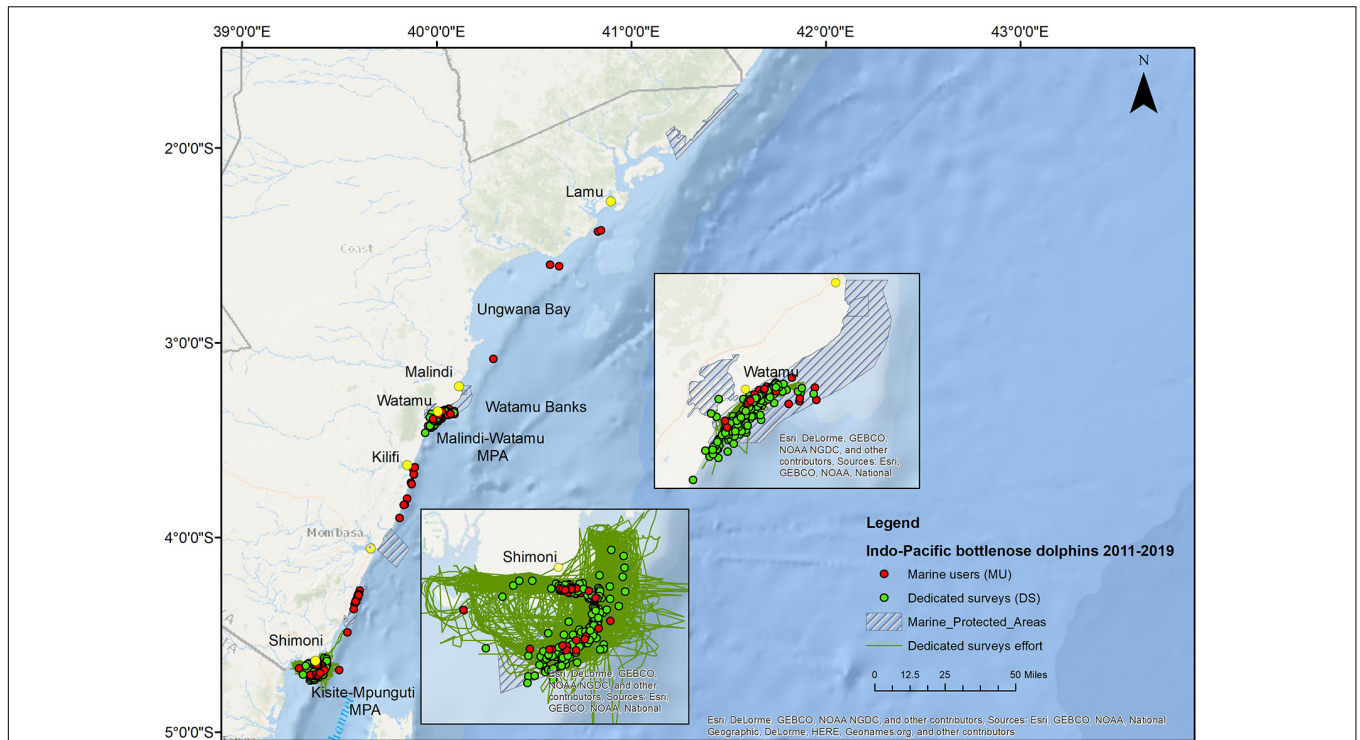 39°0'0"E
40°0'0"E
41°0'0"E
42°0'0"E
43°0'0"E
N
2°0'0"S
Lamu
Coast
Ungwana Bay
3°0'0"S
Malindi
Watamu
Watamu Banks
Malindi-Watamu
MPA
Kilifi
Watamu
Esri, DeLorme, GEBCO,
NOAA NGDC, and other
contributors, Sources: Esri,
GEBCO, NOAA, National
4°0'0"S
Mombasa
Shimoni
Kisite-Mpunguti
MPA
Shimoni
Esri, DeLorme, GEBCO,
NOAA NGDC, and other
contributors, Sources: Esri,
GEBCO, NOAA, National
Legend
Indo-Pacific bottlenose dolphins 2011-2019
Marine users (MU)
Dedicated surveys (DS)
Marine_Protected_Areas
Dedicated surveys effort
0 12.5 25 50 Miles
5°0'0"S
Esri, DeLorme, GEBCO, NOAA NGDC, and other contributors, Sources: Esri, GEBCO, NOAA, National
Geographic, DeLorme, HERE, Geonames.org, and other contributors